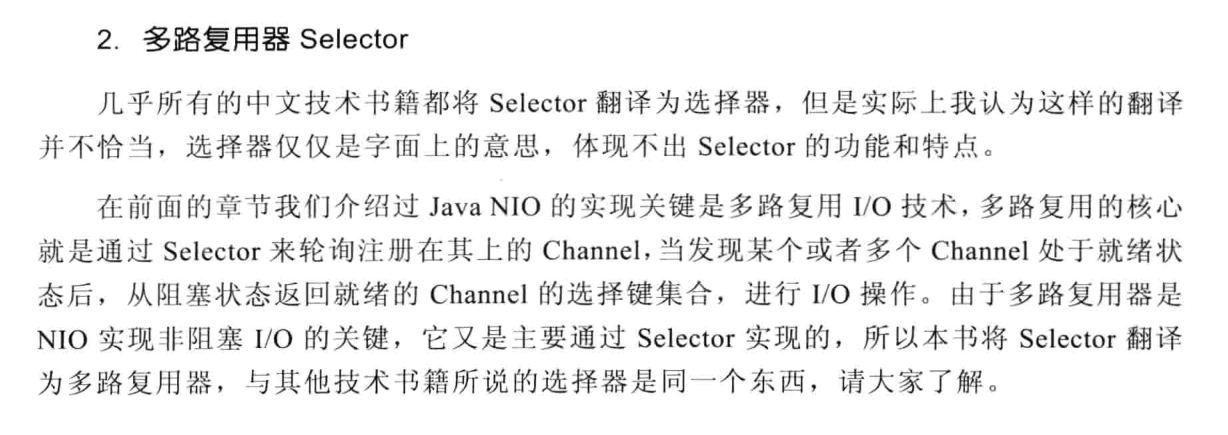 2. 多路复用器 Selector
几乎所有的中文技术书籍都将 Selector 翻译为选择器，但是实际上我认为这样的翻译
并不恰当，选择器仅仅是字面上的意思，体现不出 Selector 的功能和特点。
在前面的章节我们介绍过 Java NIO 的实现关键是多路复用 I/O 技术，多路复用的核心
就是通过 Selector 来轮询注册在其上的 Channel，当发现某个或者多个 Channel 处于就绪状
态后，从阻塞状态返回就绪的 Channel 的选择键集合，进行 I/O 操作。由于多路复用器是
NIO 实现非阻塞 I/O 的关键，它又是主要通过 Selector 实现的，所以本书将 Selector 翻译
为多路复用器，与其他技术书籍所说的选择器是同一个东西，请大家了解。